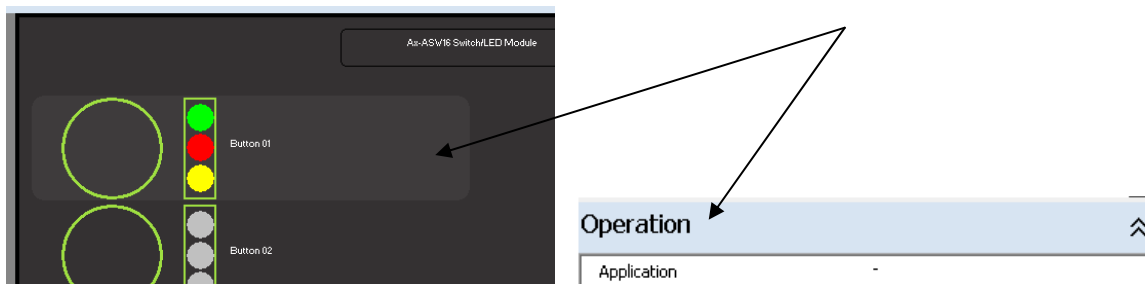 Ax-ASW16 Switch/LED Module
Button 01
Button 02
Operation
Application -